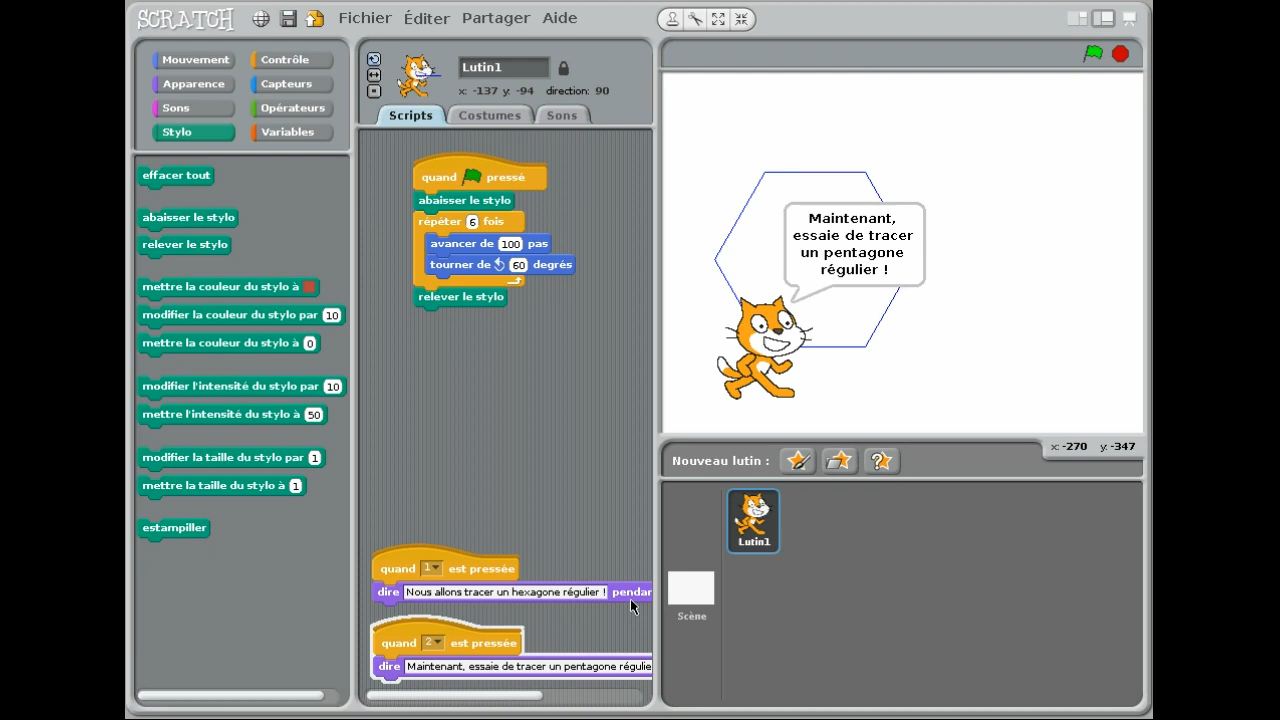 SCRATCH
Fichier Éditer Partager Aide
Mouvement Contrôle
Apparence Capteurs
Sons Opérateurs
Stylo Variables
effacer tout
abaisser le stylo
relever le stylo
mettre la couleur du stylo à
modifier la couleur du stylo par 10
mettre la couleur du stylo à 0
modifier l'intensité du stylo par 10
mettre l'intensité du stylo à 50
modifier la taille du stylo par 1
mettre la taille du stylo à 1
estampiller
Lutin1
x: -137 y: -94 direction: 90
Scripts Costumes Sons
quand pressé
abaisser le stylo
répéter 6 fois
avancer de 100 pas
tourner de 60 degrés
relever le stylo
quand 1 est pressée
dire Nous allons tracer un hexagone régulier ! pendar
quand 2 est pressée
dire Maintenant, essaie de tracer un pentagone régulie
Maintenant,
essaie de tracer
un pentagone
régulier !
x: -270 y: -347
Nouveau lutin :
Lutin1
Scène